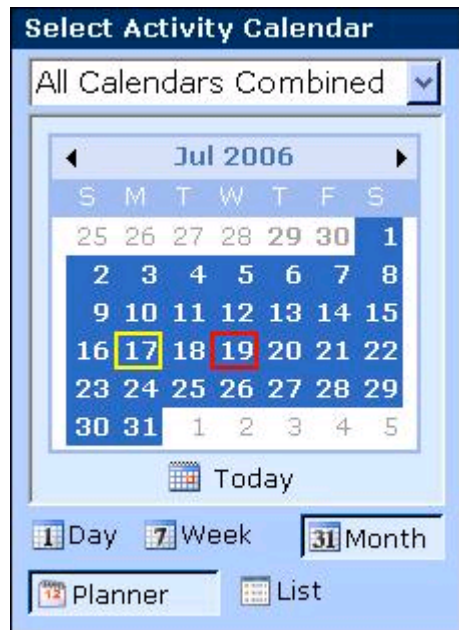 Select Activity Calendar
All Calendars Combined
Jul 2006
S M T W T F S
25 26 27 28 29 30 1
2 3 4 5 6 7 8
9 10 11 12 13 14 15
16 17 18 19 20 21 22
23 24 25 26 27 28 29
30 31 1 2 3 4 5
Today
1 Day 7 Week 31 Month
12 Planner List